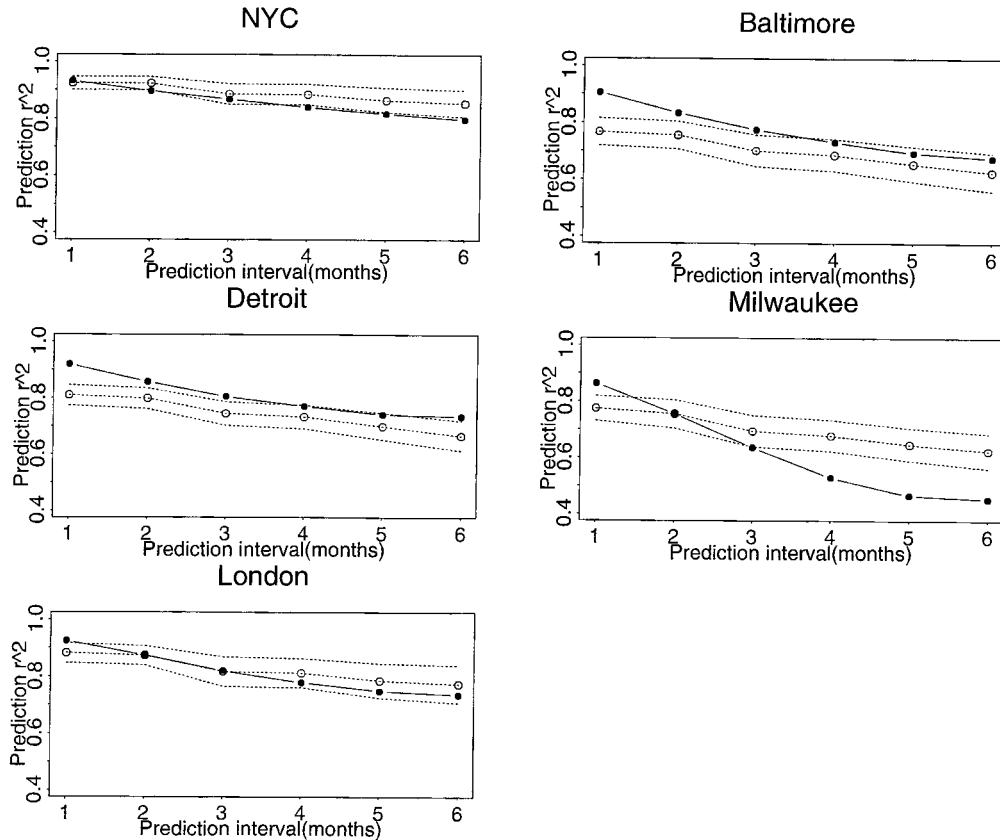 NYC
Prediction r^2
1.0
0.8
0.6
0.4
1 2 3 4 5 6
Prediction interval(months)
Baltimore
Prediction r^2
1.0
0.8
0.6
0.4
1 2 3 4 5 6
Prediction interval(months)
Detroit
Prediction r^2
1.0
0.8
0.6
0.4
1 2 3 4 5 6
Prediction interval(months)
Milwaukee
Prediction r^2
1.0
0.8
0.6
0.4
1 2 3 4 5 6
Prediction interval(months)
London
Prediction r^2
1.0
0.8
0.6
0.4
1 2 3 4 5 6
Prediction interval(months)